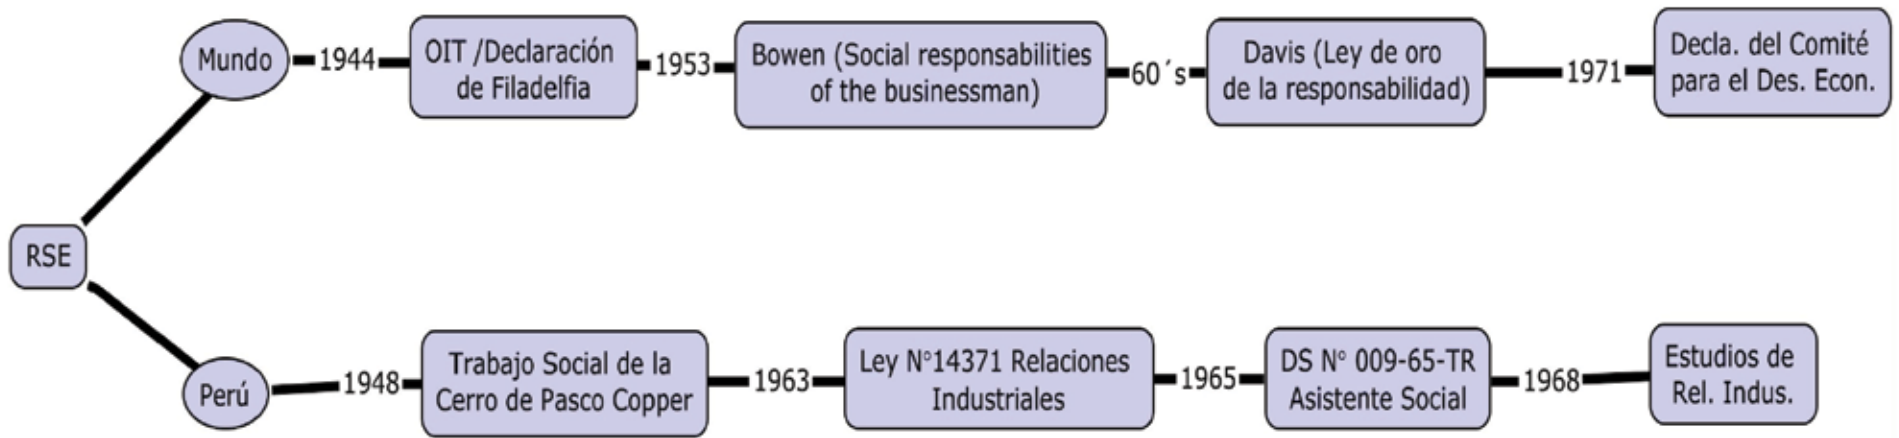 Mundo
1944
OIT /Declaración
de Filadelfia
1953
Bowen (Social responsabilities
of the businessman)
60´s
Davis (Ley de oro
de la responsabilidad)
1971
Decla. del Comité
para el Des. Econ.
RSE
Perú
1948
Trabajo Social de la
Cerro de Pasco Copper
1963
Ley N°14371 Relaciones
Industriales
1965
DS N° 009-65-TR
Asistente Social
1968
Estudios de
Rel. Indus.